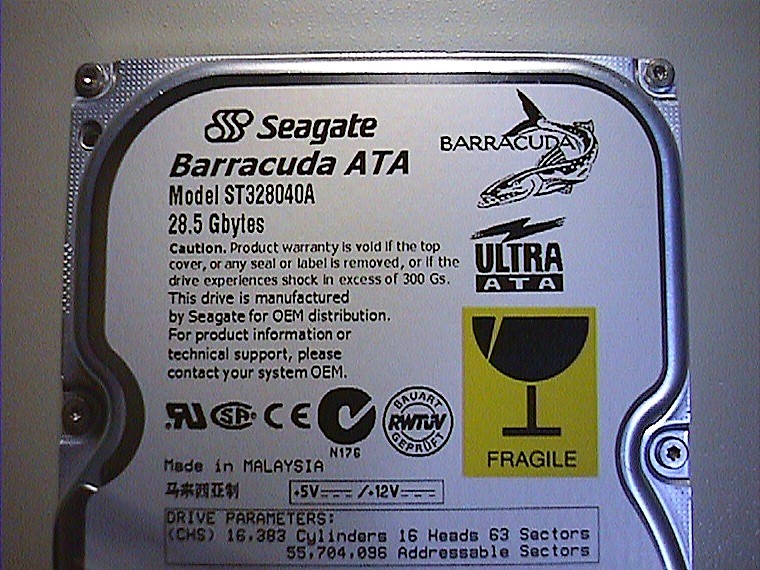 Seagate
BARRACUDA
Barracuda ATA
Model ST328040A
28.5 Gbytes
Caution. Product warranty is void if the top
cover, or any seal or label is removed, or if the
drive experiences shock in excess of 300 Gs.
This drive is manufactured
by Seagate for OEM distribution.
For product information or
technical support, please
contact your system OEM.
ULTRA
ATA
FRAGILE
SA
CE
N176
BAUART
RWTÜV
GEPRÜFT
Made in MALAYSIA
马来西亚制
+5V /+12V
DRIVE PARAMETERS:
(CHS) 16,383 Cylinders 16 Heads 63 Sectors
55,704,096 Addressable Sectors